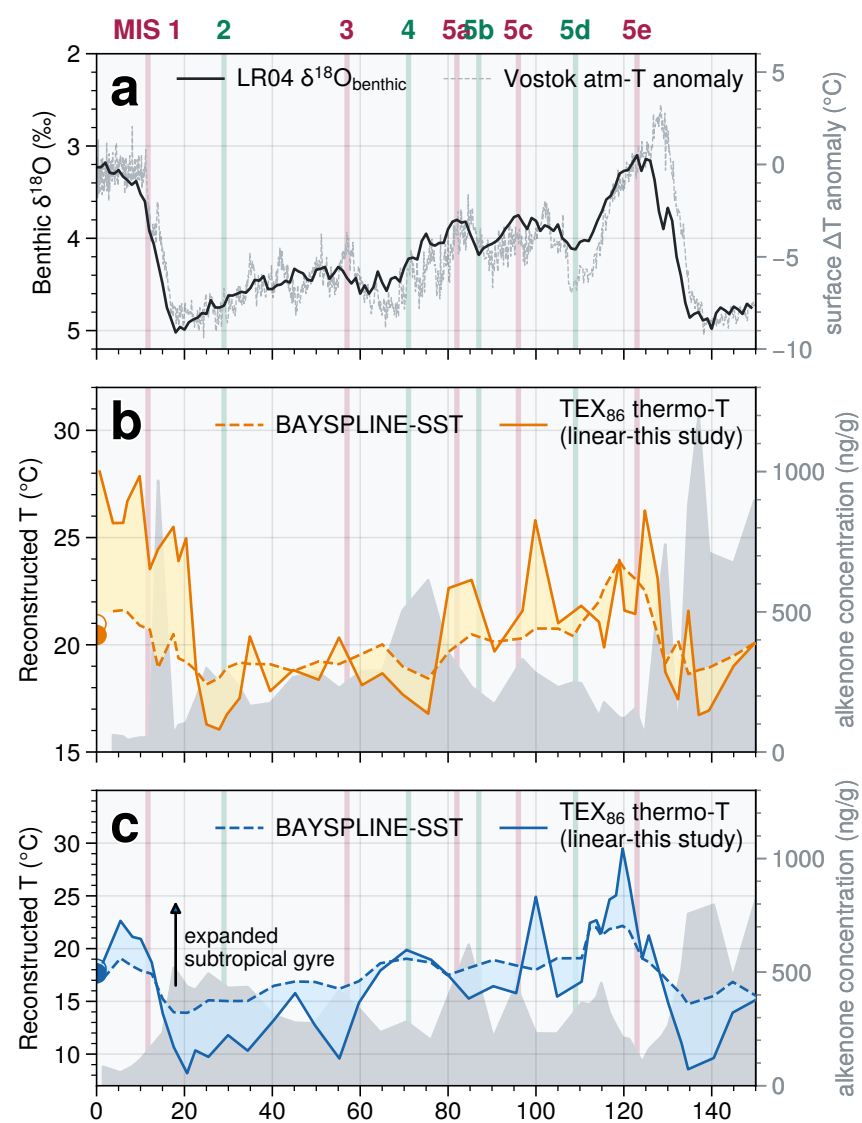 MIS 1 2 3 4 5a 5b 5c 5d 5e
a
LR04 δ¹⁸O_benthic
Vostok atm-T anomaly
Benthic δ¹⁸O (‰)
2
3
4
5
surface ΔT anomaly (°C)
5
0
−5
−10
b
BAYSPLINE-SST
TEX₈₆ thermo-T
(linear-this study)
Reconstructed T (°C)
30
25
20
15
alkenone concentration (ng/g)
1000
500
0
c
BAYSPLINE-SST
TEX₈₆ thermo-T
(linear-this study)
expanded
subtropical gyre
Reconstructed T (°C)
30
25
20
15
10
alkenone concentration (ng/g)
1000
500
0
0 20 40 60 80 100 120 140